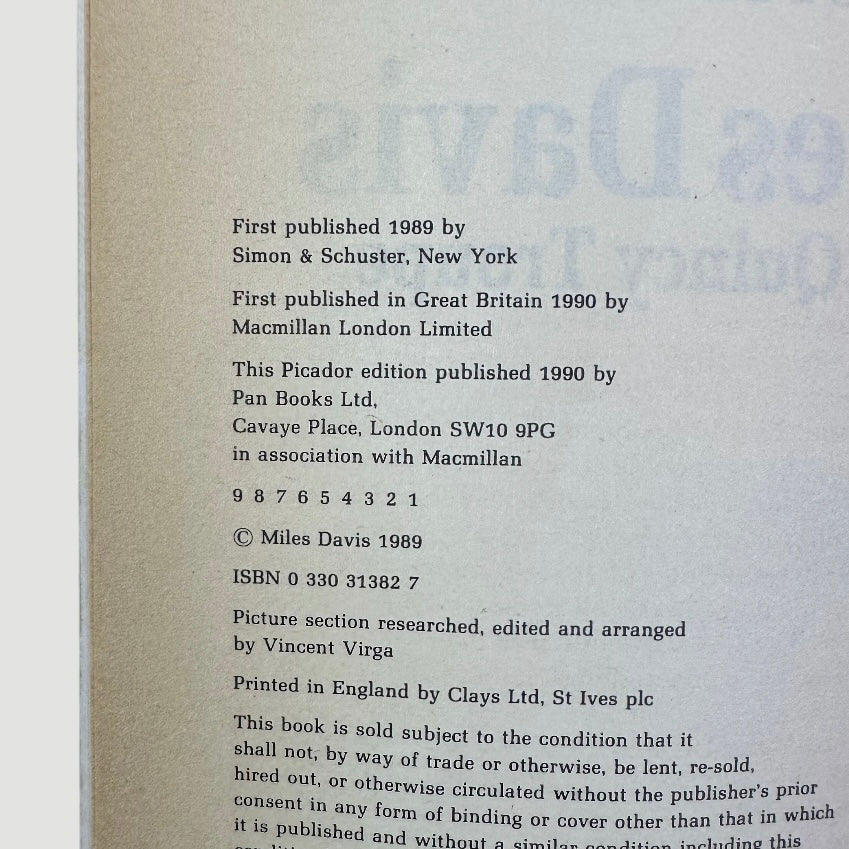 First published 1989 by
Simon & Schuster, New York
First published in Great Britain 1990 by
Macmillan London Limited
This Picador edition published 1990 by
Pan Books Ltd,
Cavaye Place, London SW10 9PG
in association with Macmillan
9 8 7 6 5 4 3 2 1
© Miles Davis 1989
ISBN 0 330 31382 7
Picture section researched, edited and arranged
by Vincent Virga
Printed in England by Clays Ltd, St Ives plc
This book is sold subject to the condition that it
shall not, by way of trade or otherwise, be lent, re-sold,
hired out, or otherwise circulated without the publisher's prior
consent in any form of binding or cover other than that in which
it is published and without a similar condition including this